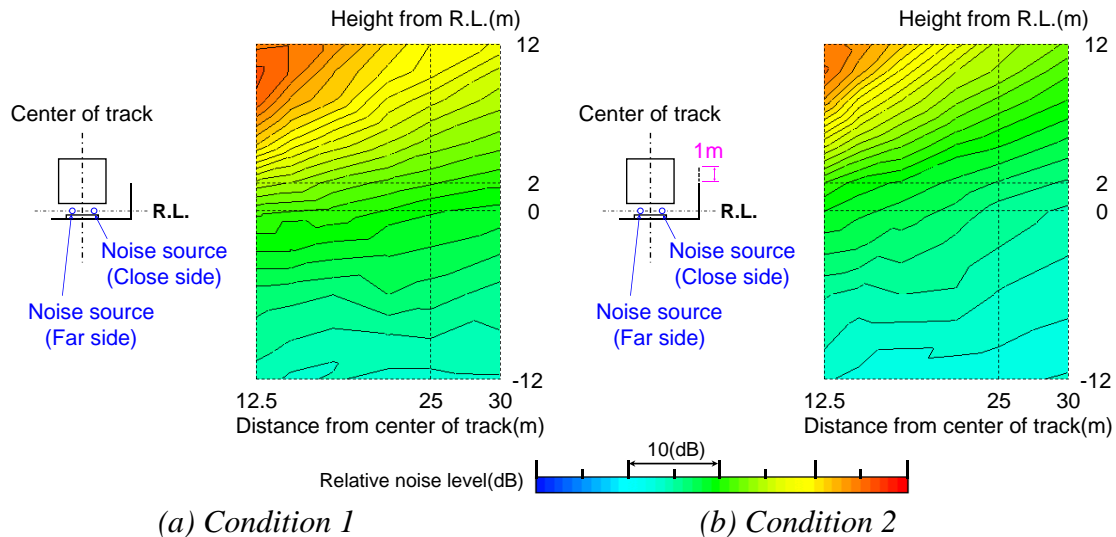 Height from R.L.(m)
12
Center of track
2
R.L.
0
Noise source
(Close side)
Noise source
(Far side)
-12
12.5
25
30
Distance from center of track(m)
Height from R.L.(m)
12
Center of track
1m
2
R.L.
0
Noise source
(Close side)
Noise source
(Far side)
-12
12.5
25
30
Distance from center of track(m)
10(dB)
Relative noise level(dB)
(a) Condition 1
(b) Condition 2